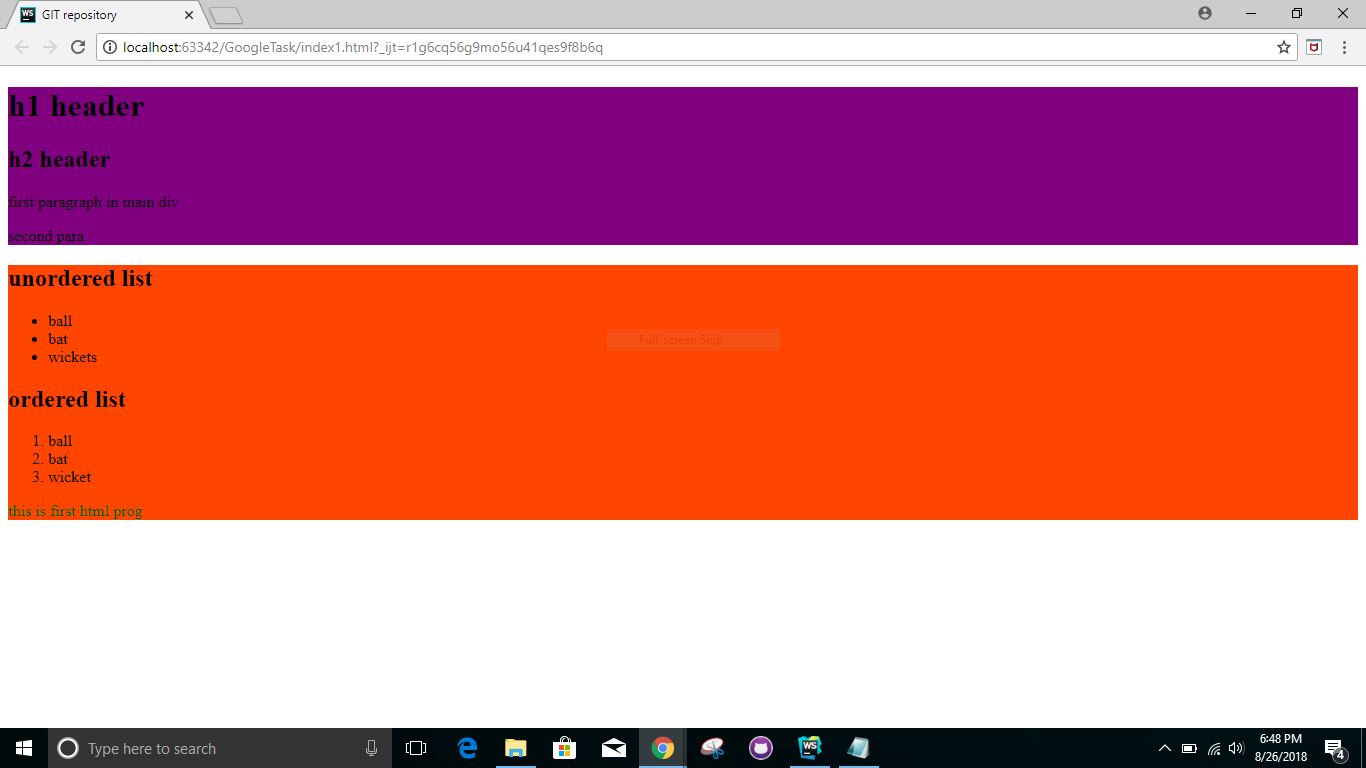 GIT repository
localhost:63342/GoogleTask/index1.html?_ijt=r1g6cq56g9mo56u41qes9f8b6q
h1 header
h2 header
first paragraph in main div
second para
unordered list
• ball
• bat
• wickets
Full-screen Snip
ordered list
1. ball
2. bat
3. wicket
this is first html prog
Type here to search
WS
6:48 PM
8/26/2018
4